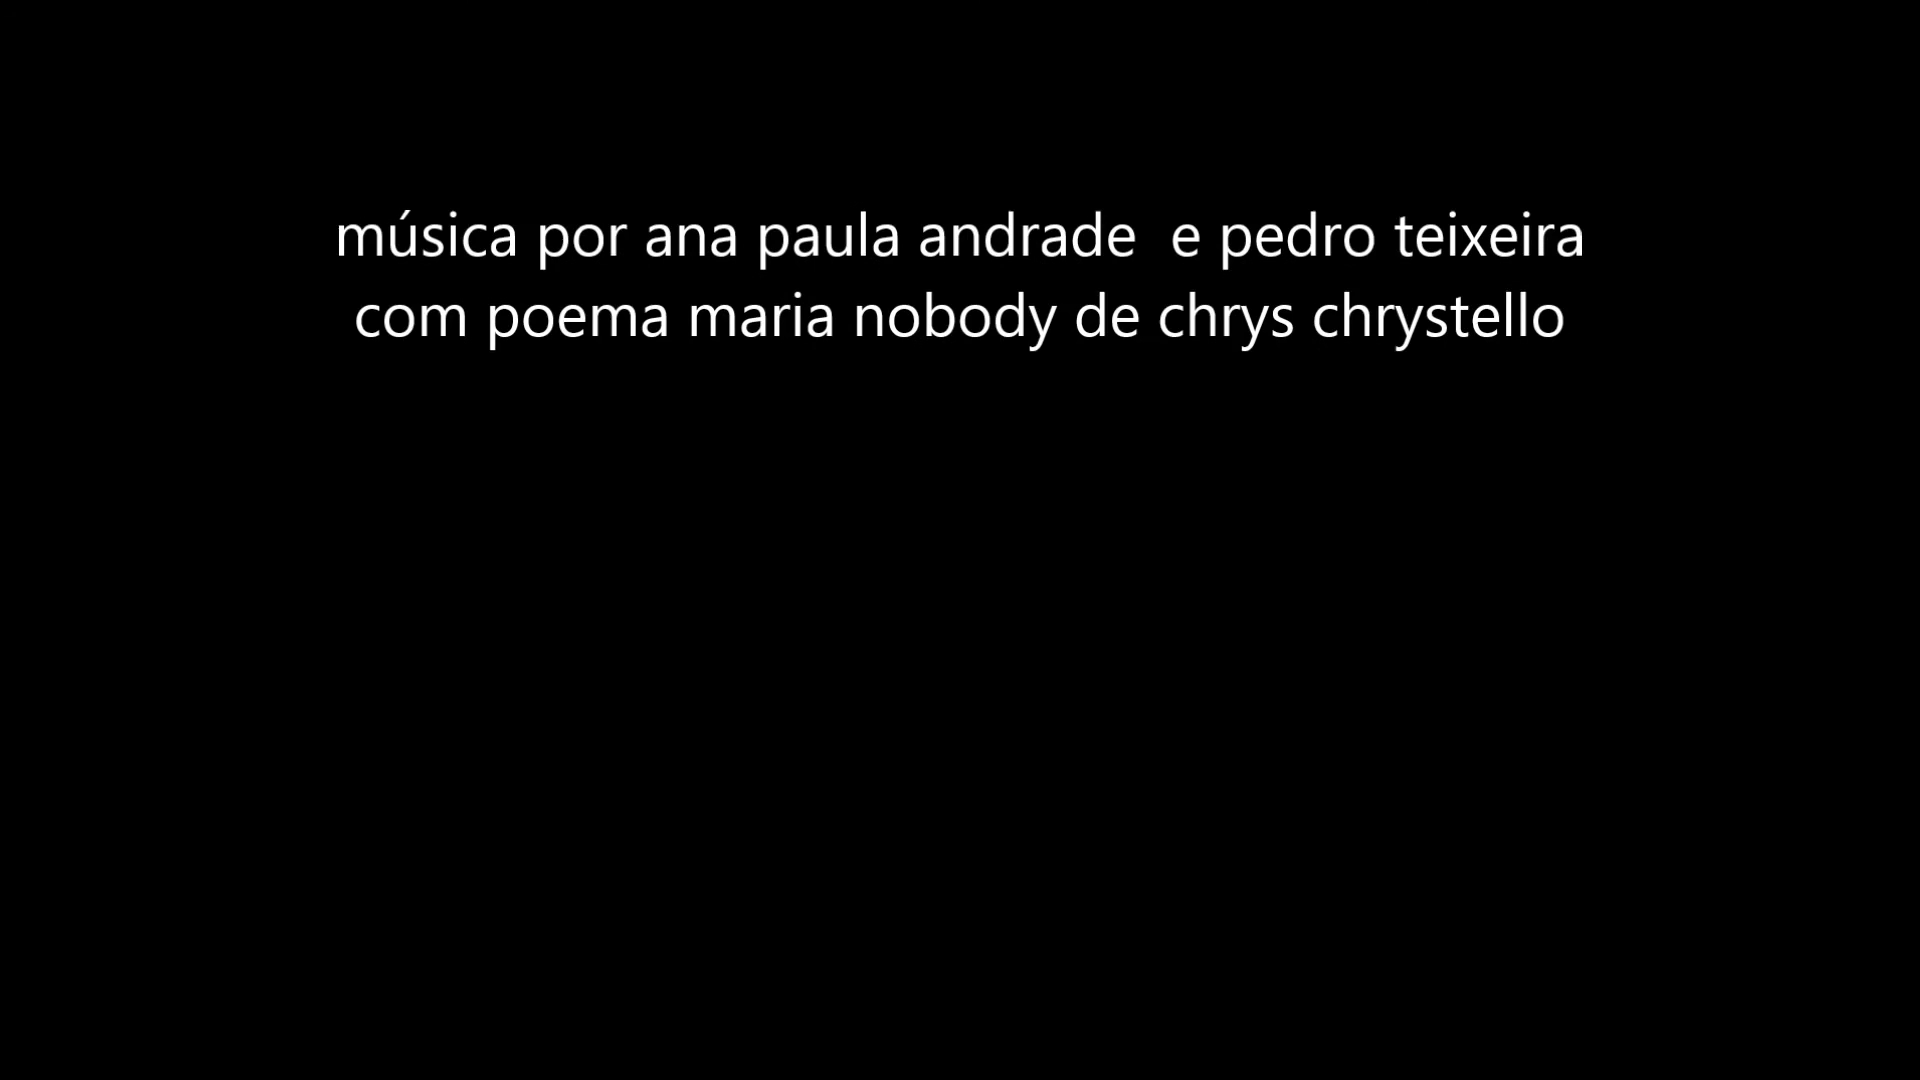 música por ana paula andrade  e pedro teixeira
com poema maria nobody de chrys chrystello